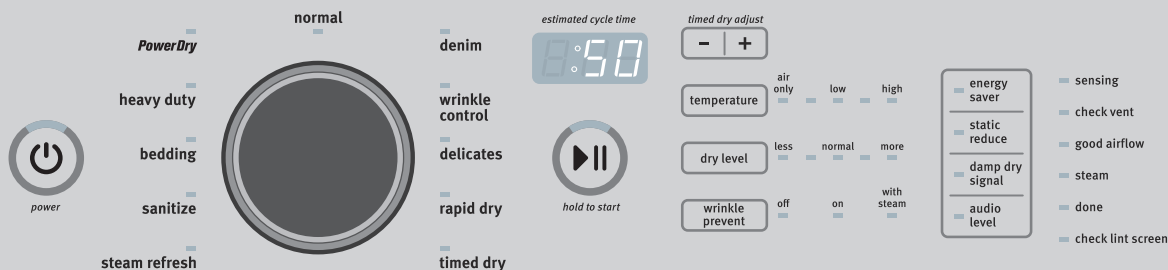 normal
PowerDry
denim
heavy duty
wrinkle
control
bedding
delicates
sanitize
rapid dry
steam refresh
timed dry
power
estimated cycle time
:50
hold to start
timed dry adjust
- +
temperature
air
only
low
high
dry level
less
normal
more
wrinkle
prevent
off
on
with
steam
energy
saver
static
reduce
damp dry
signal
audio
level
sensing
check vent
good airflow
steam
done
check lint screen